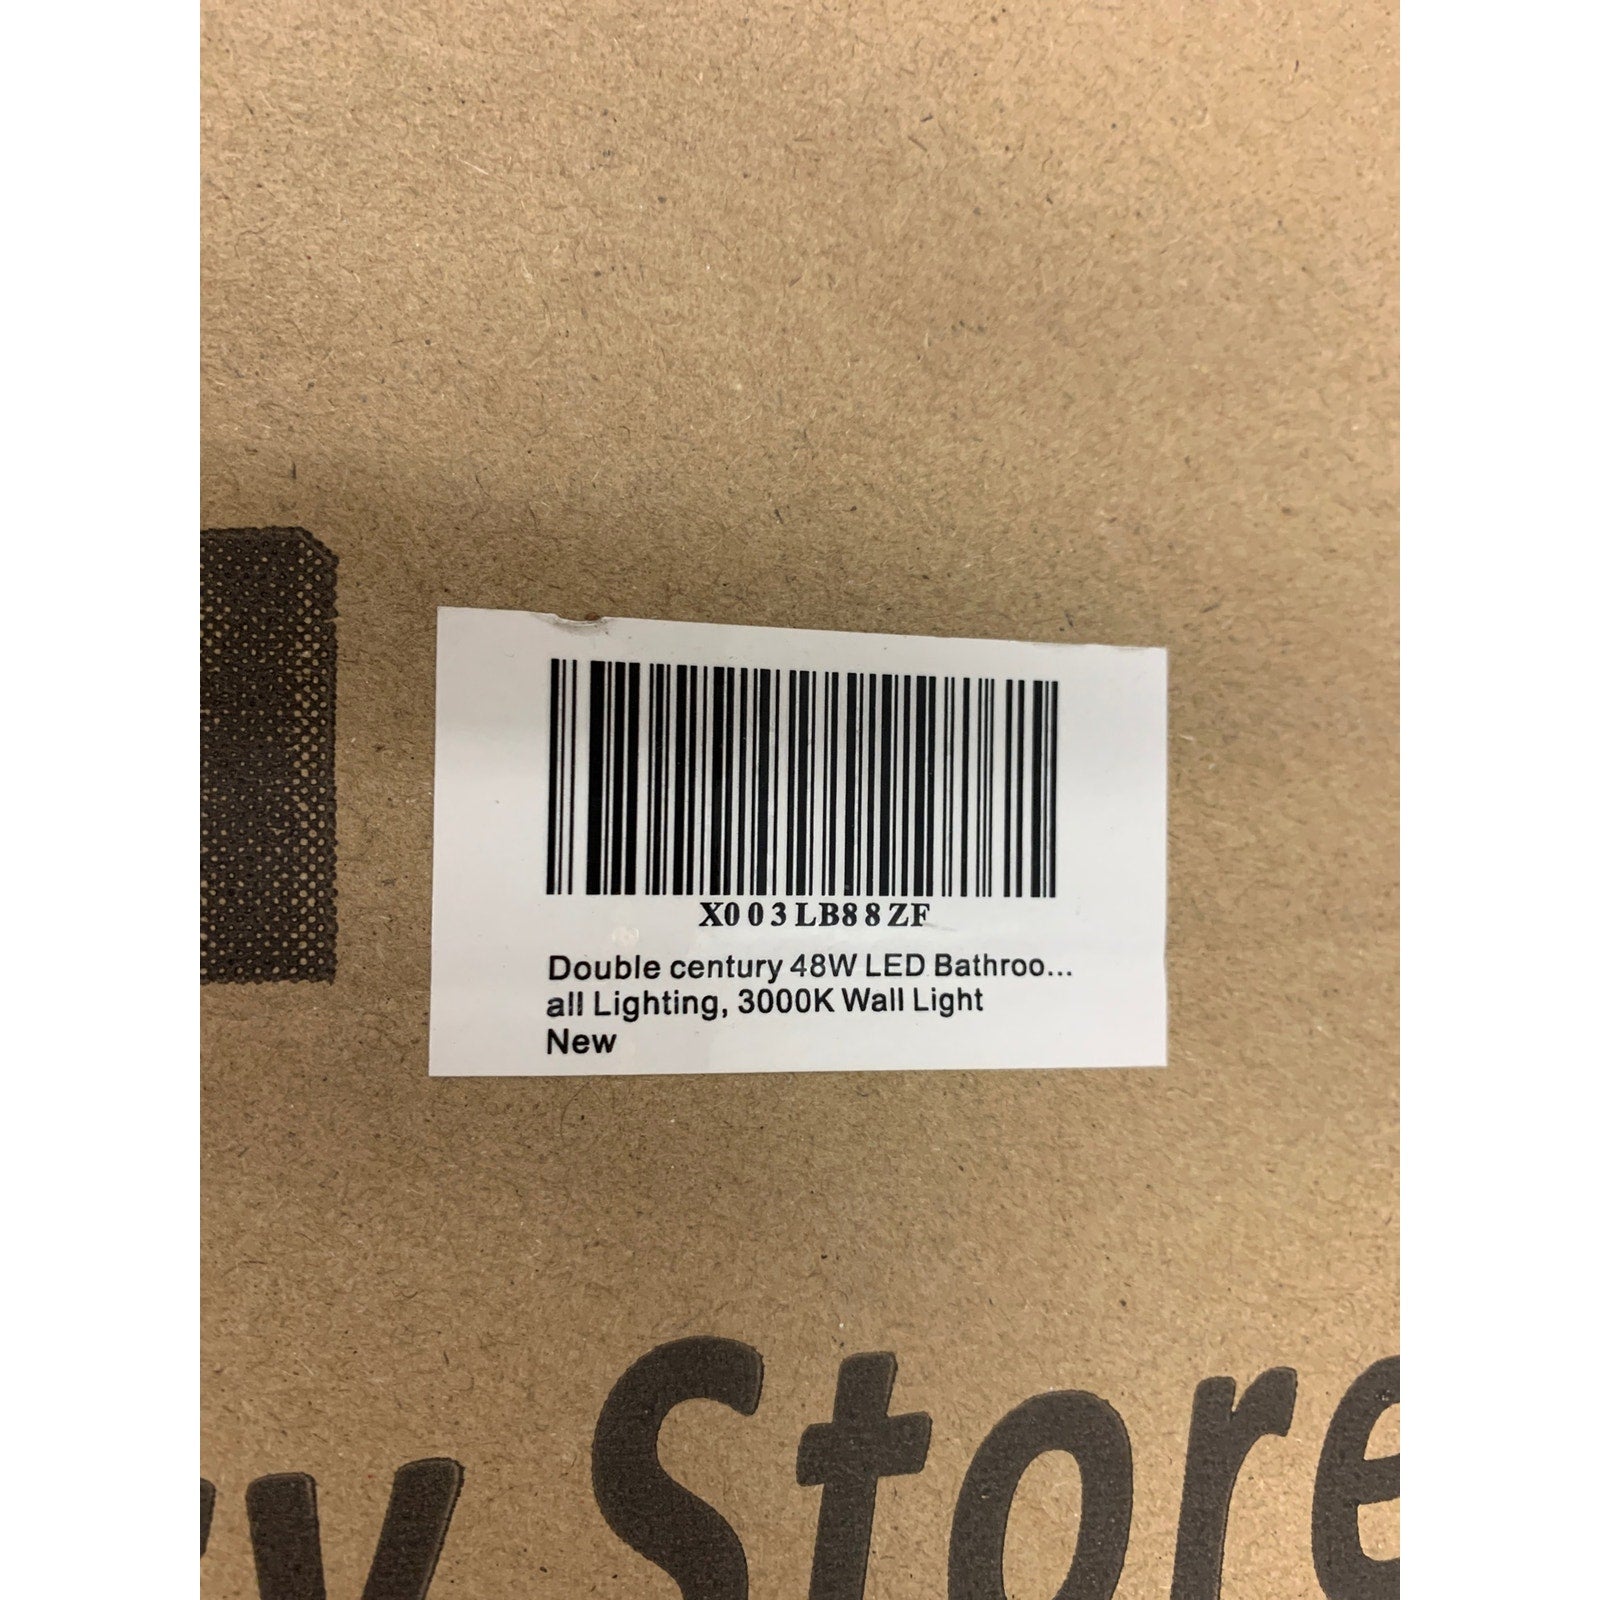 X003LB88ZF
Double century 48W LED Bathroo...
all Lighting, 3000K Wall Light
New
Store